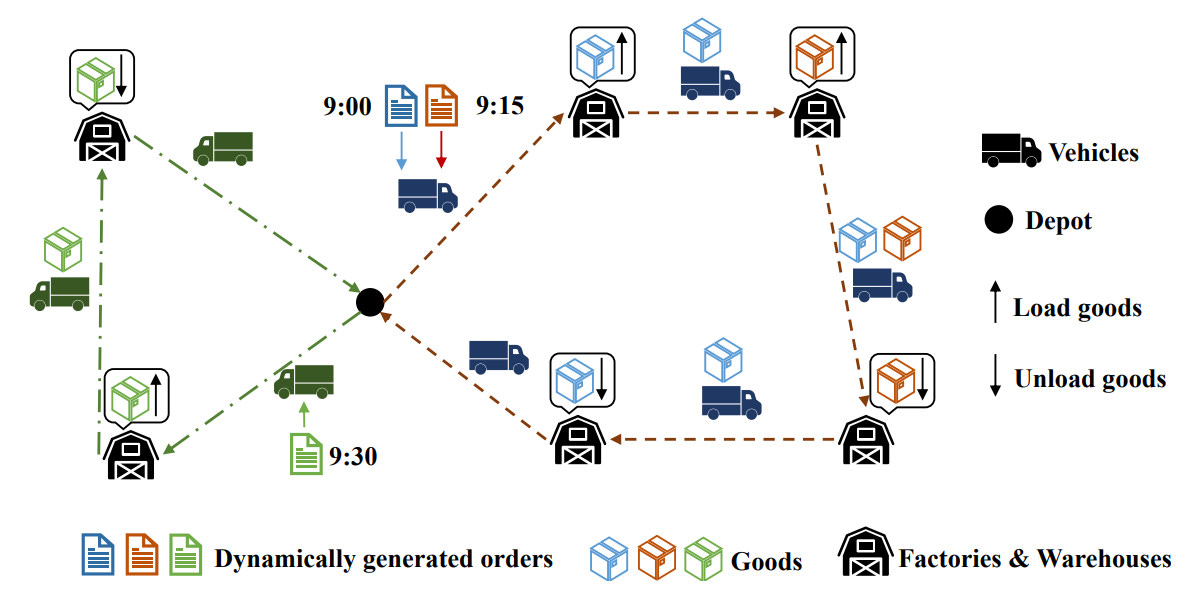 9:00
9:15
Vehicles
Depot
Load goods
Unload goods
9:30
Dynamically generated orders
Goods
Factories & Warehouses